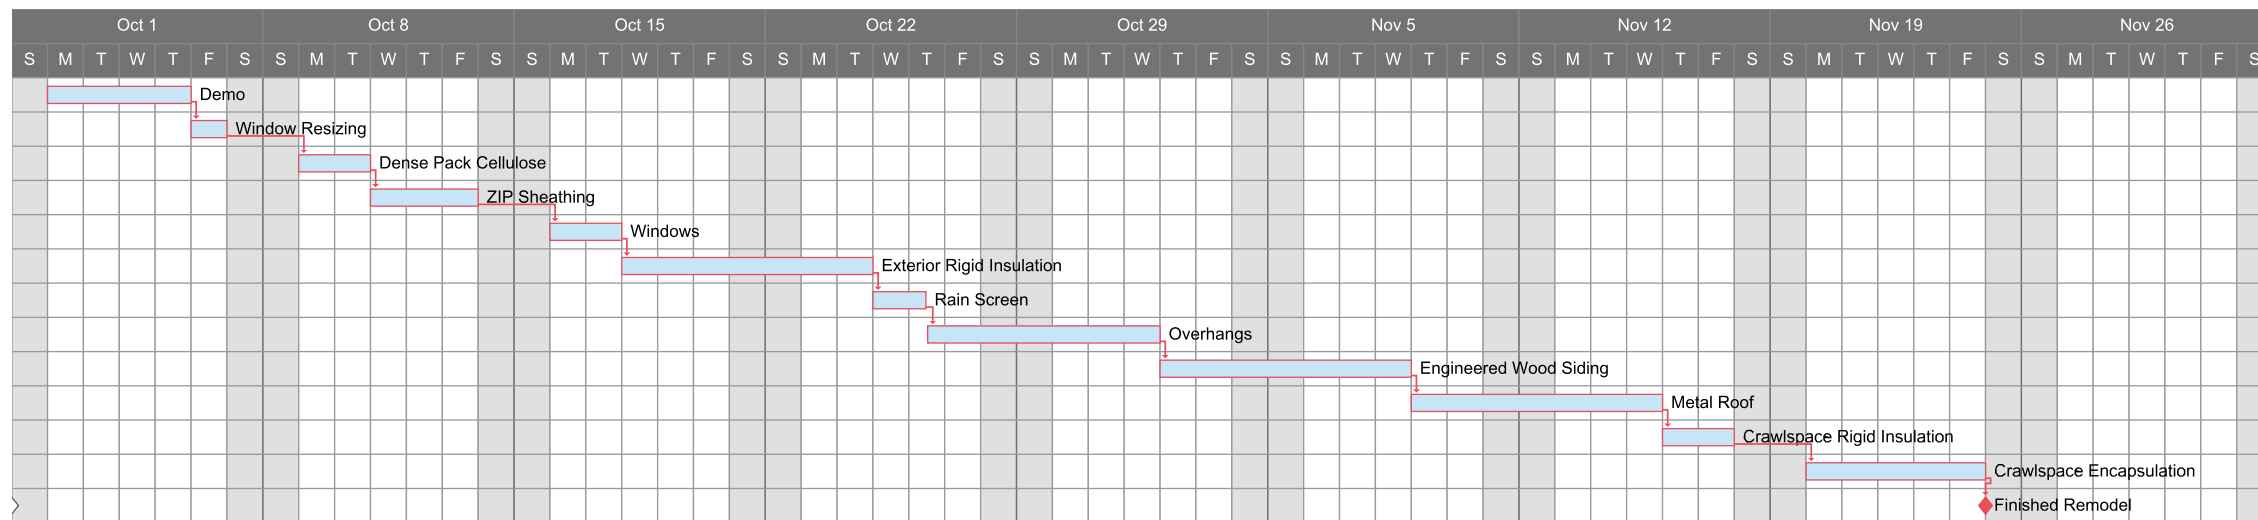 Oct 1 Oct 8 Oct 15 Oct 22 Oct 29 Nov 5 Nov 12 Nov 19 Nov 26
S M T W T F S S M T W T F S S M T W T F S S M T W T F S S M T W T F S S M T W T F S S M T W T F S S M T W T F S S M T W T F S
Demo
Window Resizing
Dense Pack Cellulose
ZIP Sheathing
Windows
Exterior Rigid Insulation
Rain Screen
Overhangs
Engineered Wood Siding
Metal Roof
Crawlspace Rigid Insulation
Crawlspace Encapsulation
Finished Remodel